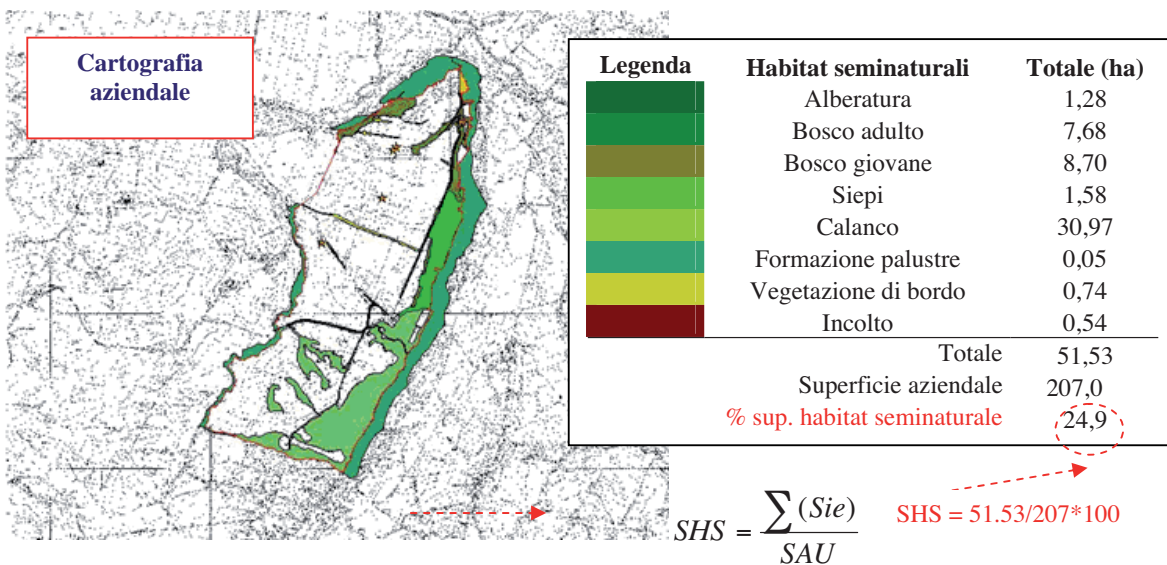 Cartografia
aziendale
Legenda Habitat seminaturali Totale (ha)
Alberatura 1,28
Bosco adulto 7,68
Bosco giovane 8,70
Siepi 1,58
Calanco 30,97
Formazione palustre 0,05
Vegetazione di bordo 0,74
Incolto 0,54
Totale 51,53
Superficie aziendale 207,0
% sup. habitat seminaturale 24,9
SHS = ∑ (Sie) / SAU
SHS = 51.53/207*100